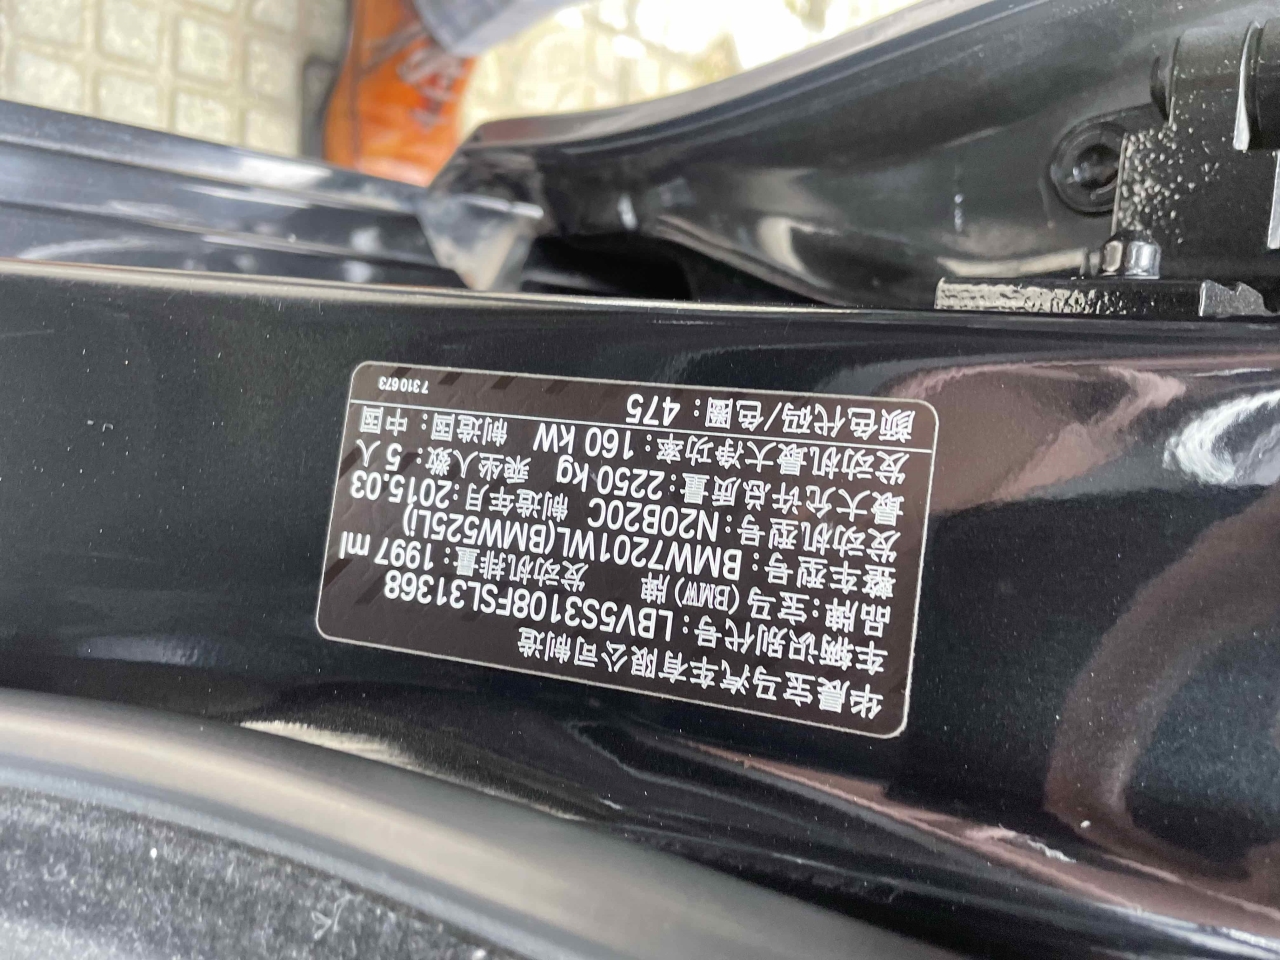 华晨宝马汽车有限公司制造
车辆识别代号：LBV5S3108FSL31368
品牌：宝马（BMW）牌 发动机排量：1997 ml
整车型号：BMW7201WL(BMW525Li)
发动机型号：N20B20C 制造年月：2015.03
最大允许总质量：2250 kg 乘坐人数：5 人
发动机最大净功率：160 kW 制造国：中 国
颜色代码/色圈：475
7310673